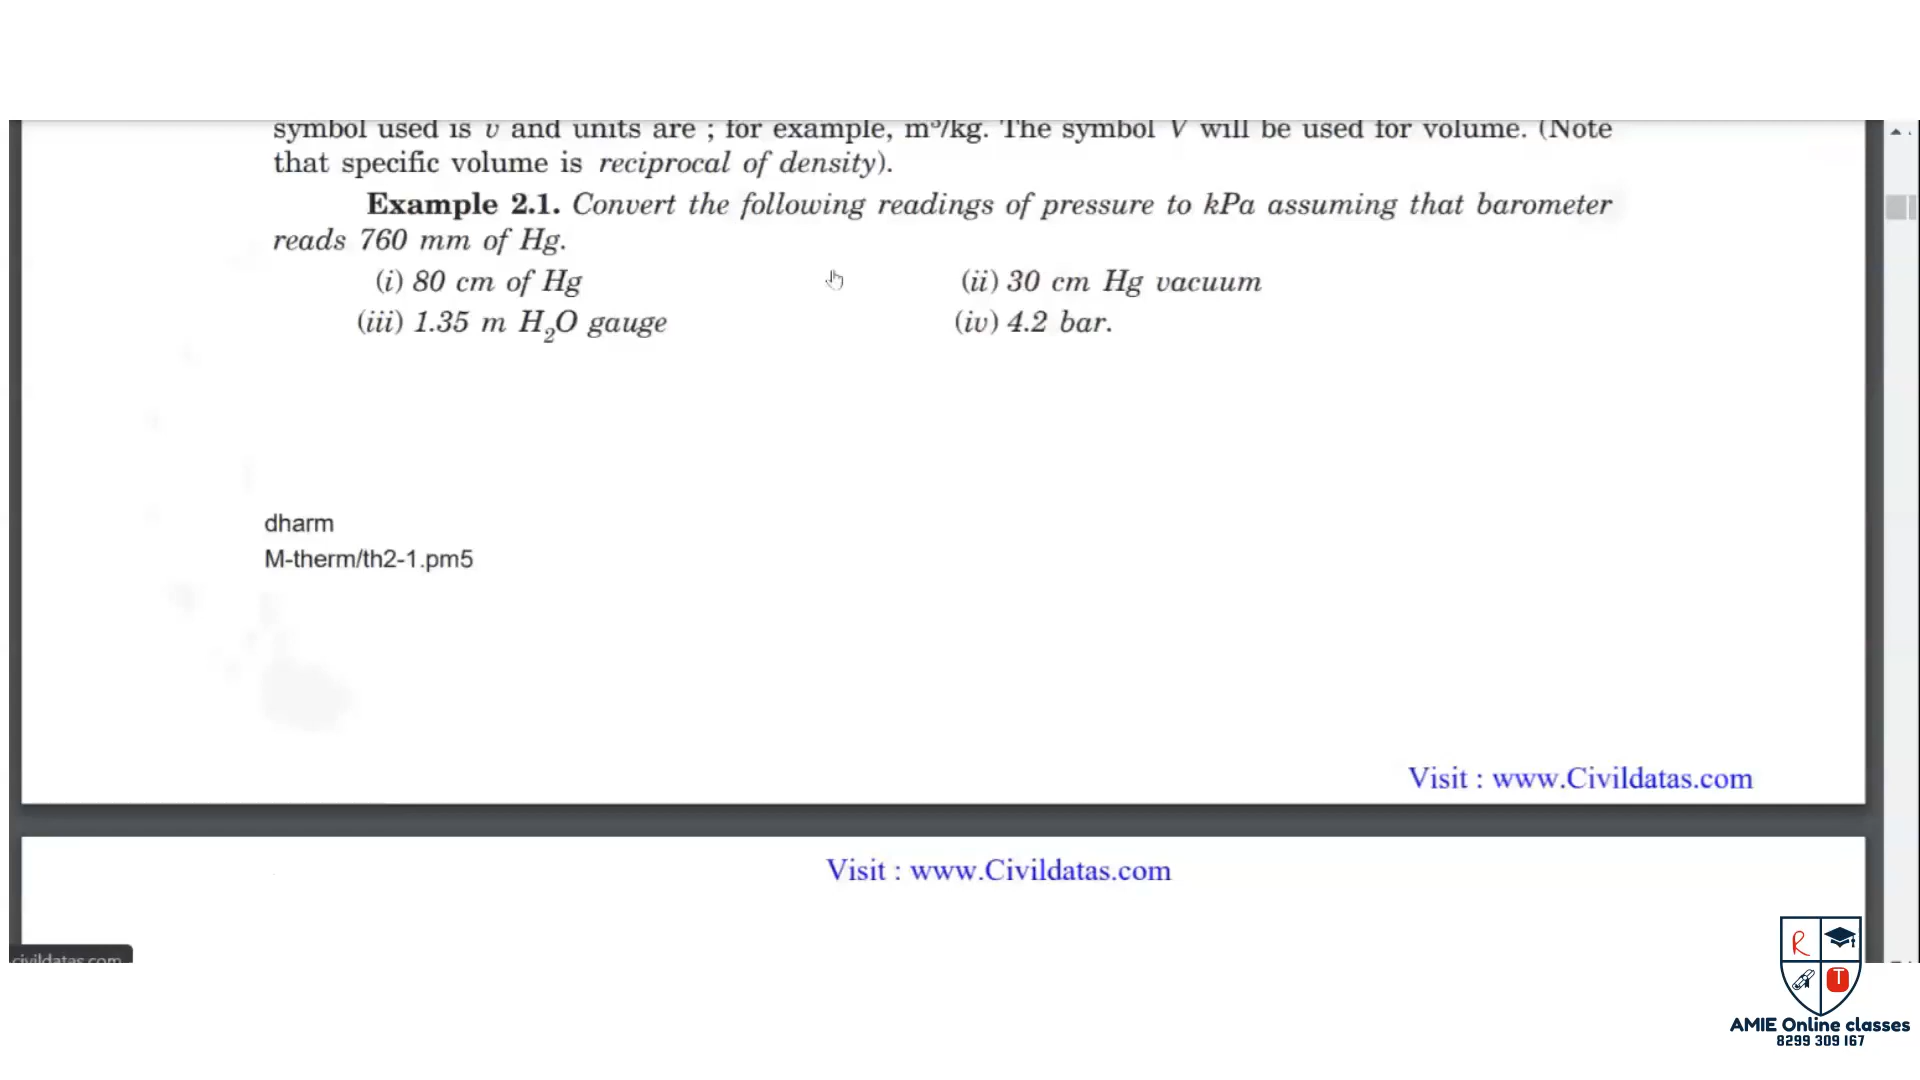 symbol used is v and units are ; for example, m³/kg. The symbol V will be used for volume. (Note
that specific volume is reciprocal of density).
Example 2.1. Convert the following readings of pressure to kPa assuming that barometer
reads 760 mm of Hg.
(i) 80 cm of Hg (ii) 30 cm Hg vacuum
(iii) 1.35 m H₂O gauge (iv) 4.2 bar.
dharm
M-therm/th2-1.pm5
Visit : www.Civildatas.com
Visit : www.Civildatas.com
civildatas.com
R
T
AMIE Online classes
8299 309 167